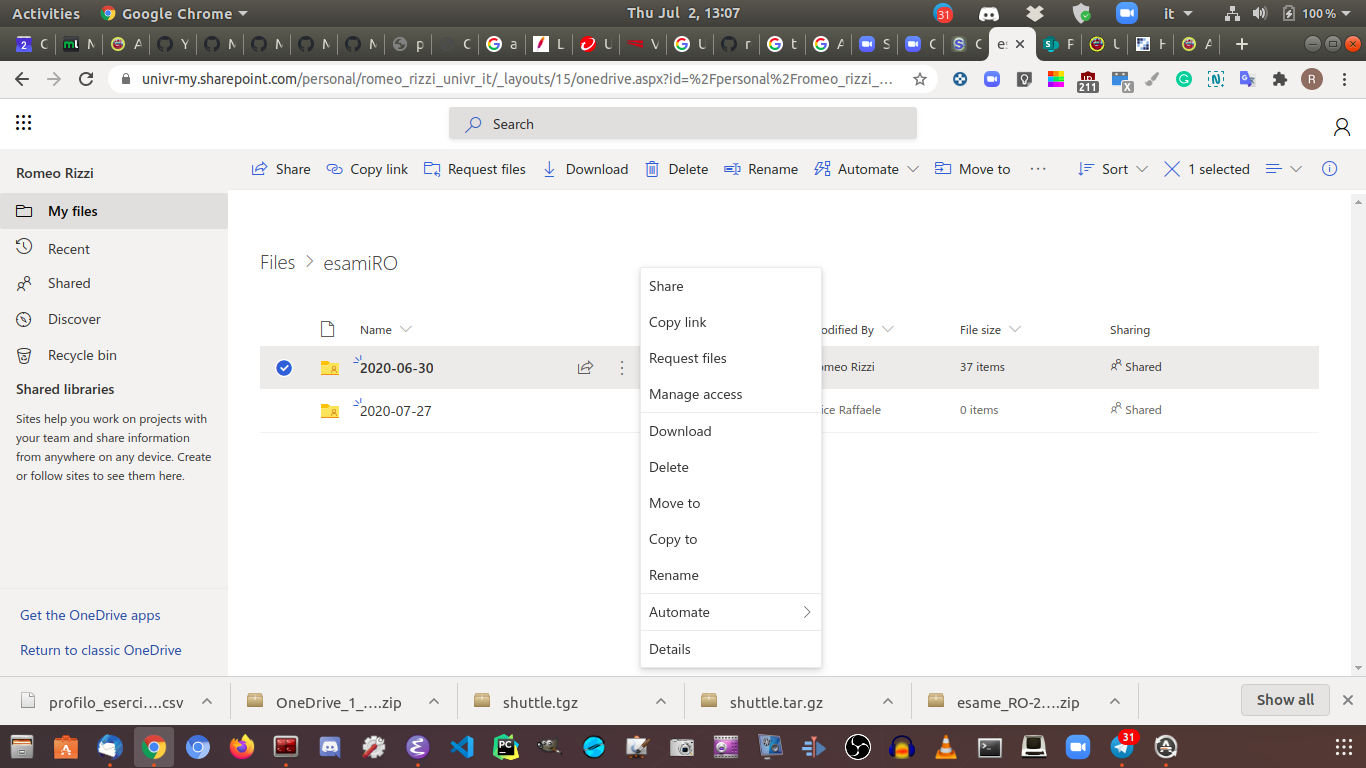 Activities Google Chrome Thu Jul 2, 13:07 31 it 100 %
2 C ml M A Y M M M M p C G a L U V G U r G t G A S C S C es F U H A
univr-my.sharepoint.com/personal/romeo_rizzi_univr_it/_layouts/15/onedrive.aspx?id=%2Fpersonal%2Fromeo_rizzi_univr_... 211 X N R
Search
Romeo Rizzi
Share Copy link Request files Download Delete Rename Automate Move to ... Sort 1 selected
My files
Recent
Shared
Discover
Recycle bin
Shared libraries
Sites help you work on projects with
your team and share information
from anywhere on any device. Create
or follow sites to see them here.
Get the OneDrive apps
Return to classic OneDrive
Files > esamiRO
Name odified By File size Sharing
2020-06-30 omeo Rizzi 37 items Shared
2020-07-27 ice Raffaele 0 items Shared
Share
Copy link
Request files
Manage access
Download
Delete
Move to
Copy to
Rename
Automate
Details
profilo_eserci....csv OneDrive_1_....zip shuttle.tgz shuttle.tar.gz esame_RO-2....zip Show all
PC 31